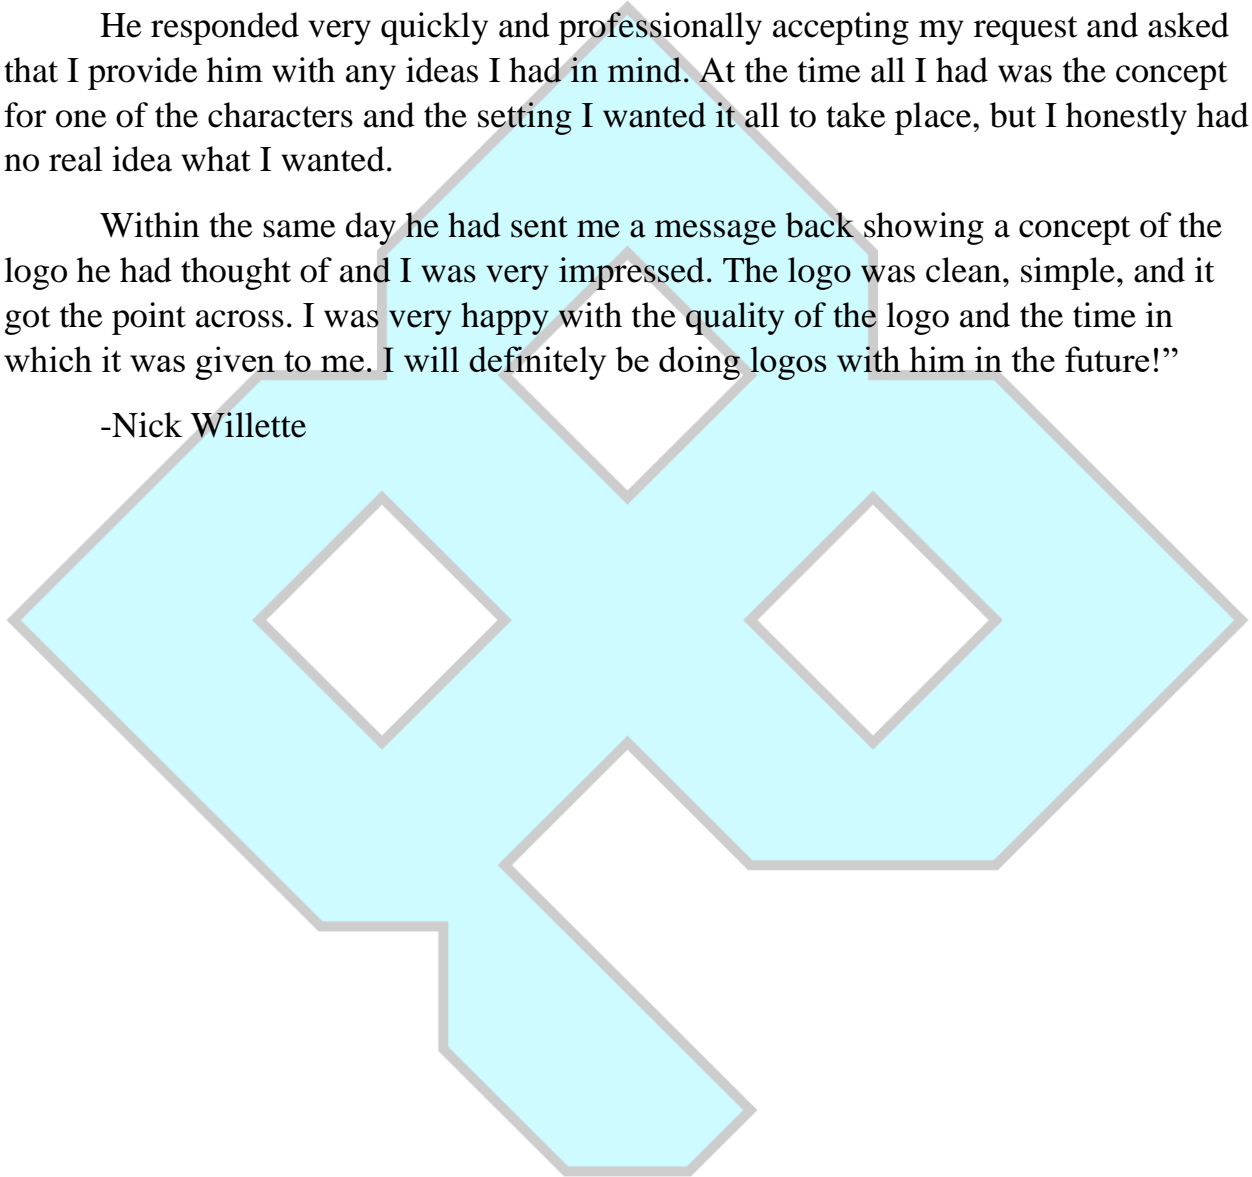 He responded very quickly and professionally accepting my request and asked
that I provide him with any ideas I had in mind. At the time all I had was the concept
for one of the characters and the setting I wanted it all to take place, but I honestly had
no real idea what I wanted.
Within the same day he had sent me a message back showing a concept of the
logo he had thought of and I was very impressed. The logo was clean, simple, and it
got the point across. I was very happy with the quality of the logo and the time in
which it was given to me. I will definitely be doing logos with him in the future!”
-Nick Willette